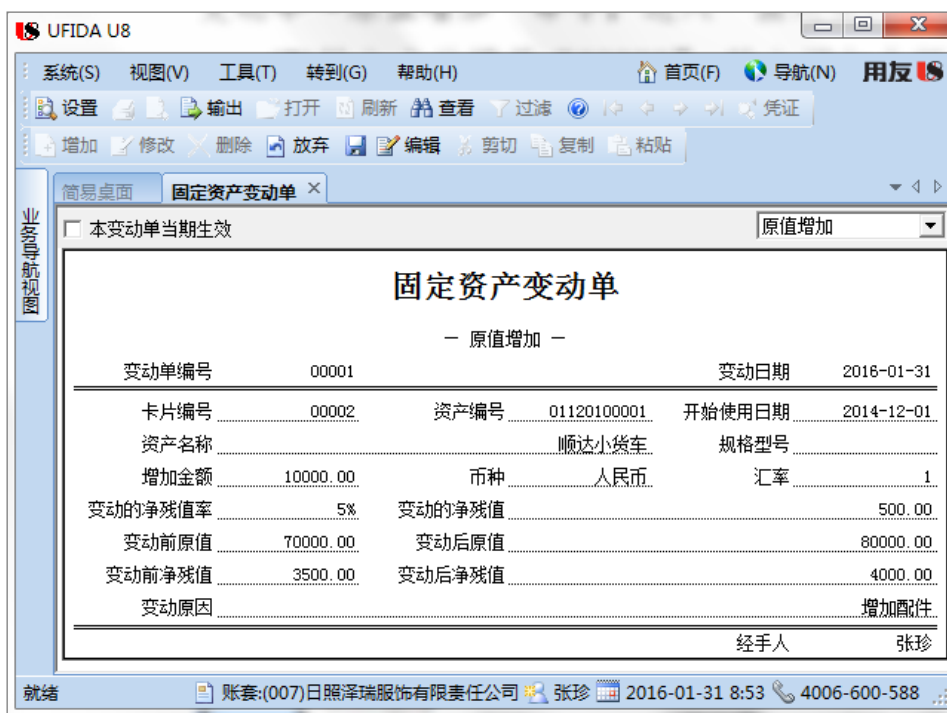 UFIDA U8
系统(S) 视图(V) 工具(T) 转到(G) 帮助(H) 首页(F) 导航(N) 用友
设置 输出 打开 刷新 查看 过滤 凭证
增加 修改 删除 放弃 编辑 剪切 复制 粘贴
简易桌面 固定资产变动单
业务导航视图
本变动单当期生效 原值增加
固定资产变动单
— 原值增加 —
变动单编号 00001 变动日期 2016-01-31
卡片编号 00002 资产编号 01120100001 开始使用日期 2014-12-01
资产名称 顺达小货车 规格型号
增加金额 10000.00 币种 人民币 汇率 1
变动的净残值率 5% 变动的净残值 500.00
变动前原值 70000.00 变动后原值 80000.00
变动前净残值 3500.00 变动后净残值 4000.00
变动原因 增加配件
经手人 张珍
就绪 账套:(007)日照泽瑞服饰有限责任公司 张珍 2016-01-31 8:53 4006-600-588